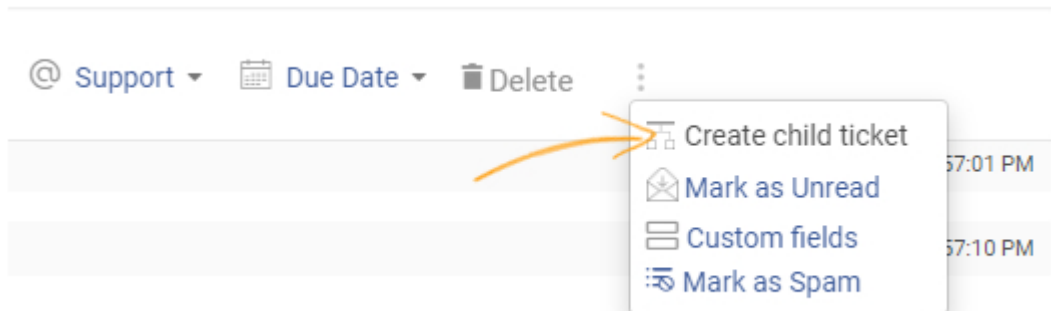 Support
Due Date
Delete
Create child ticket
57:01 PM
Mark as Unread
Custom fields
57:10 PM
Mark as Spam